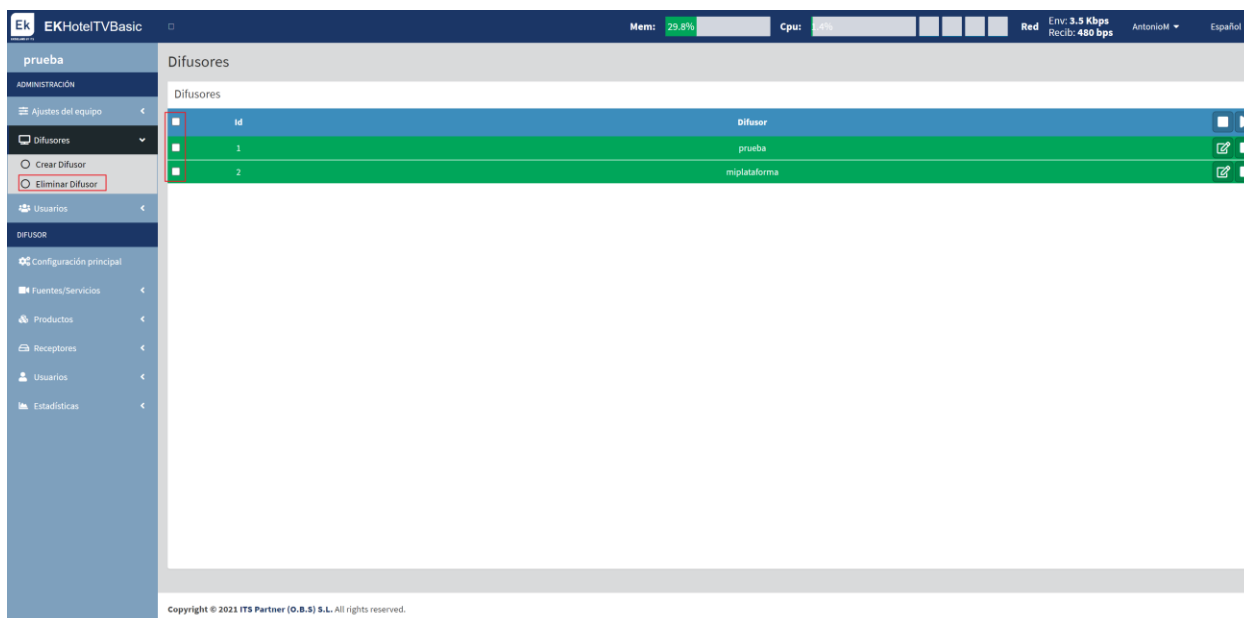 Ek EKHotelTVBasic
Mem: 29.8% Cpu: 1.4% Red Env: 3.5 Kbps AntonioM Español
Recib: 480 bps
prueba
ADMINISTRACIÓN
Ajustes del equipo
Difusores
Crear Difusor
Eliminar Difusor
Usuarios
DIFUSOR
Configuración principal
Fuentes/Servicios
Productos
Receptores
Usuarios
Estadísticas
Difusores
Difusores
Id Difusor
1 prueba
2 miplataforma
Copyright © 2021 ITS Partner (O.B.S) S.L. All rights reserved.